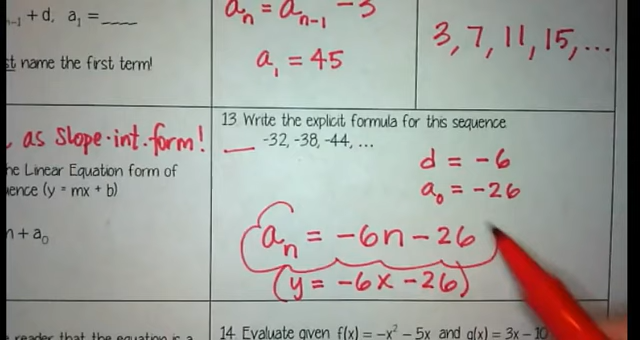 n-1 + d, a₁ = ____
st name the first term!
aₙ = aₙ₋₁ - 3
a₁ = 45
3, 7, 11, 15, ...
as slope-int. form!
he Linear Equation form of
uence (y = mx + b)
n + a₀
13 Write the explicit formula for this sequence
___ -32, -38, -44, ...
d = -6
a₀ = -26
aₙ = -6n - 26
(y = -6x - 26)
reader that the equation is a
14 Evaluate given f(x) = -x² - 5x and g(x) = 3x - 10